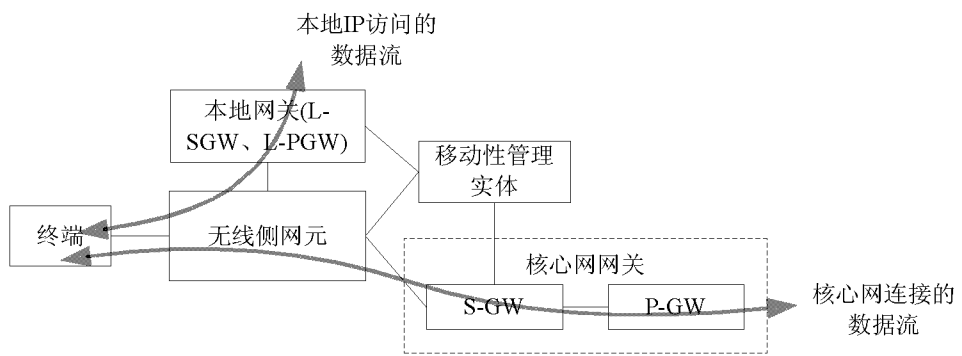 本地IP访问的
数据流
本地网关(L-
SGW、L-PGW)
移动性管理
实体
终端
无线侧网元
核心网网关
S-GW
P-GW
核心网连接的
数据流